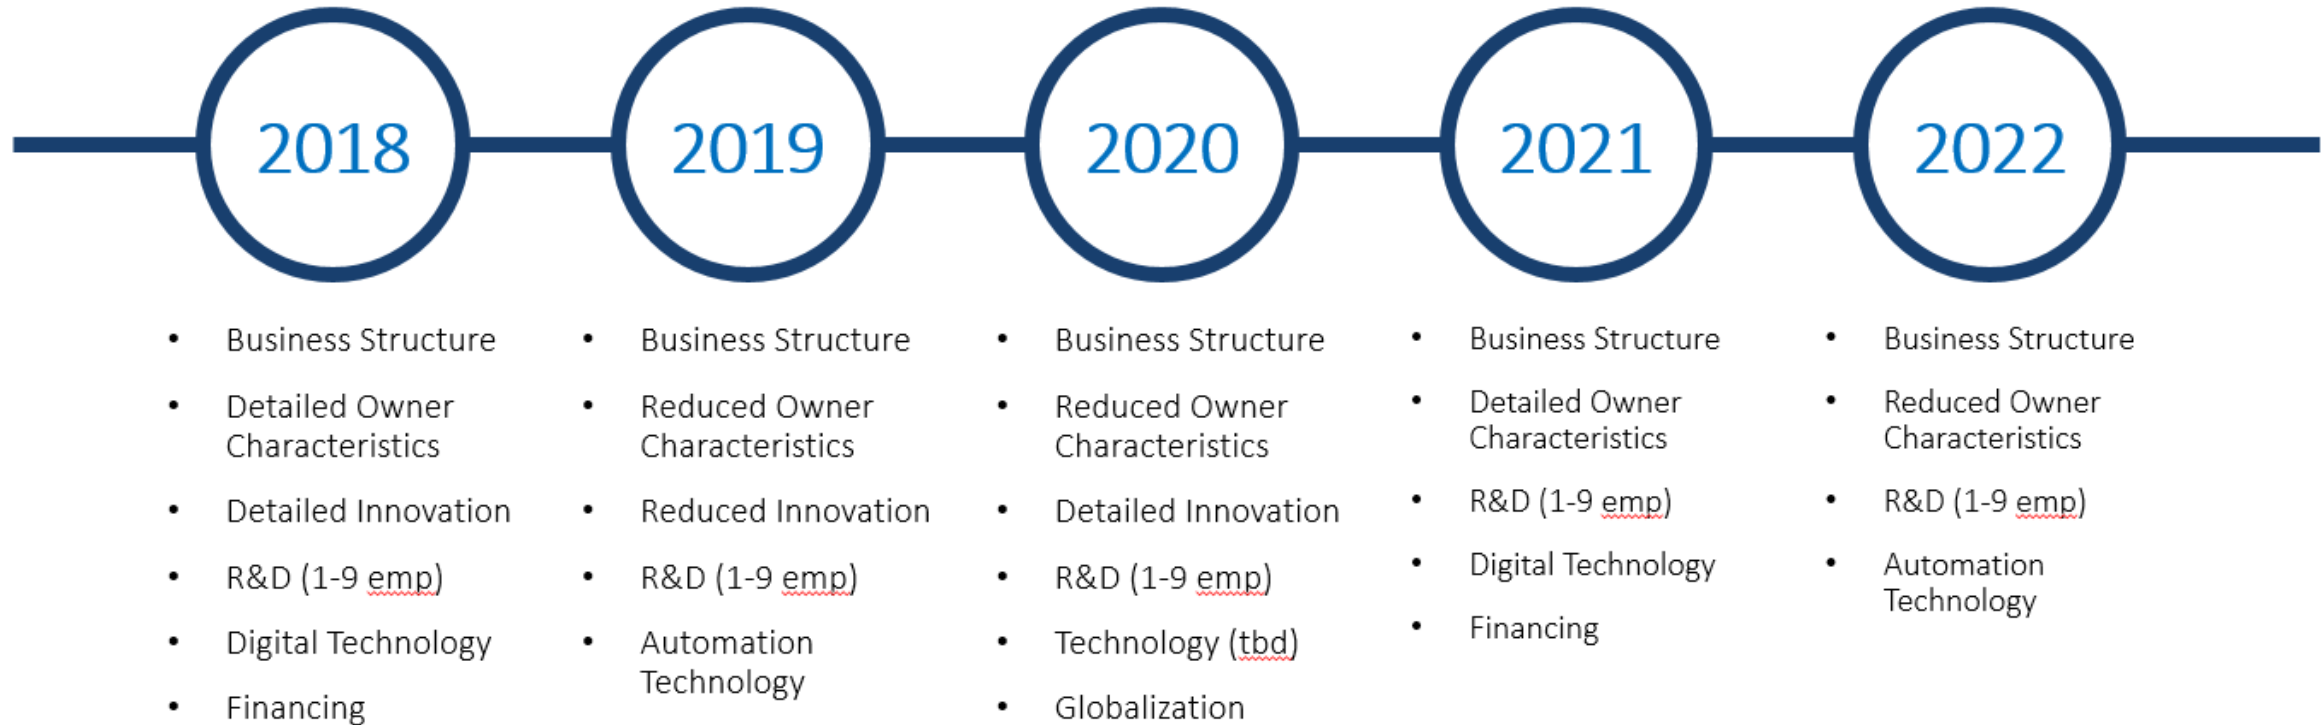 2018
2019
2020
2021
2022
• Business Structure
• Detailed Owner
Characteristics
• Detailed Innovation
• R&D (1-9 emp)
• Digital Technology
• Financing
• Business Structure
• Reduced Owner
Characteristics
• Reduced Innovation
• R&D (1-9 emp)
• Automation
Technology
• Business Structure
• Reduced Owner
Characteristics
• Detailed Innovation
• R&D (1-9 emp)
• Technology (tbd)
• Globalization
• Business Structure
• Detailed Owner
Characteristics
• R&D (1-9 emp)
• Digital Technology
• Financing
• Business Structure
• Reduced Owner
Characteristics
• R&D (1-9 emp)
• Automation
Technology